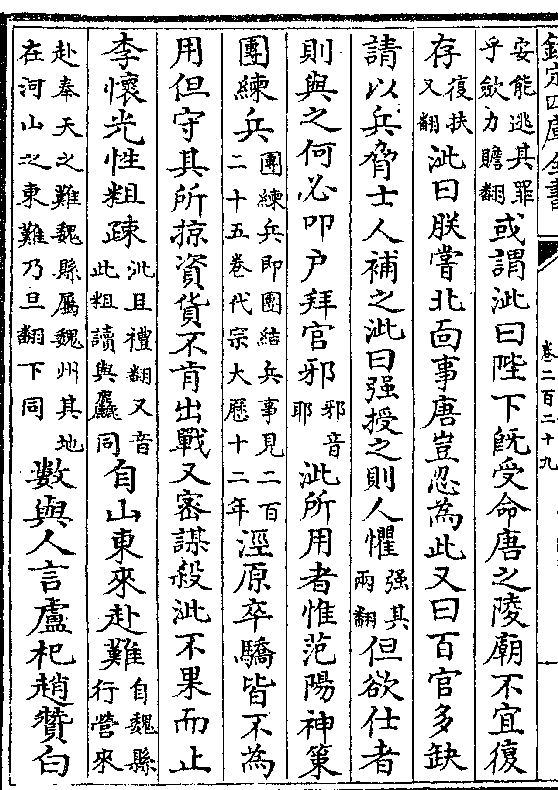 欽定四庫全書
卷二百二十九
安能逃其罪乎歛力贍翻或謂泚曰陛下旣受命唐之陵廟不宜復
存復扶又翻泚曰朕嘗北面事唐豈忍為此又曰百官多缺
請以兵脅士人補之泚曰强授之則人懼强其兩翻但欲仕者
則與之何必叩户拜官邪邪音耶泚所用者惟范陽神策
團練兵團練兵即團結兵事見二百二十五卷代宗大厯十二年涇原卒驕皆不為
用但守其所掠資貨不肯出戰又密謀殺泚不果而止
李懷光性粗疎泚且禮翻又音此粗讀與麤同自山東來赴難自魏縣行營來
赴奉天之難魏縣屬魏州其地在河山之東難乃旦翻下同數與人言盧杞趙贊白